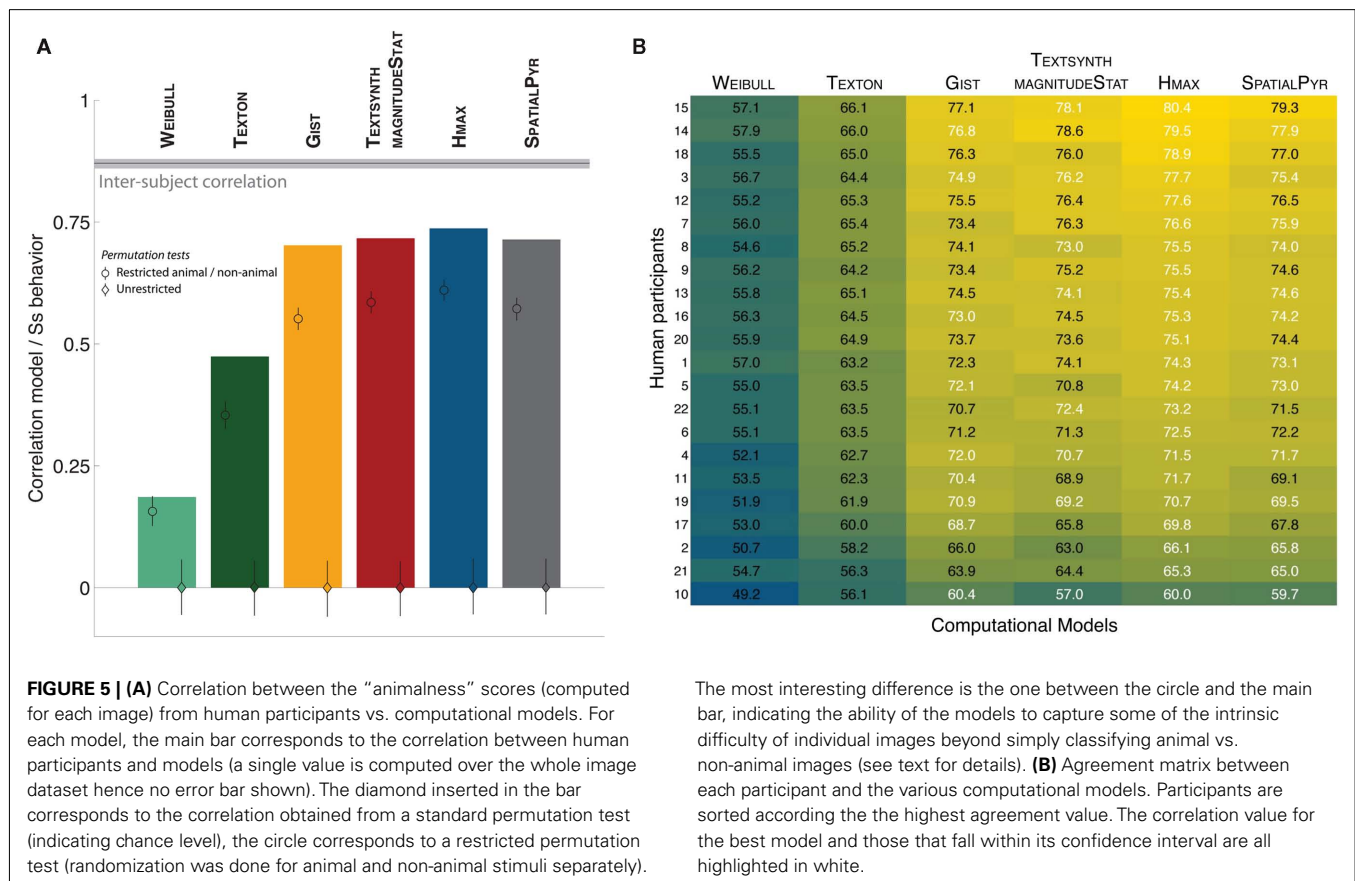 A
WEIBULL
TEXTON
GIST
TEXTSYNTH
MAGNITUDESTAT
HMAX
SPATIALPYR
1
Inter-subject correlation
0.75
Permutation tests
Restricted animal / non-animal
Unrestricted
0.5
0.25
0
Correlation model / Ss behavior
B
TEXTSYNTH
WEIBULL TEXTON GIST MAGNITUDESTAT HMAX SPATIALPYR
15 57.1 66.1 77.1 78.1 80.4 79.3
14 57.9 66.0 76.8 78.6 79.5 77.9
18 55.5 65.0 76.3 76.0 78.9 77.0
3 56.7 64.4 74.9 76.2 77.7 75.4
12 55.2 65.3 75.5 76.4 77.6 76.5
7 56.0 65.4 73.4 76.3 76.6 75.9
8 54.6 65.2 74.1 73.0 75.5 74.0
9 56.2 64.2 73.4 75.2 75.5 74.6
13 55.8 65.1 74.5 74.1 75.4 74.6
16 56.3 64.5 73.0 74.5 75.3 74.2
20 55.9 64.9 73.7 73.6 75.1 74.4
1 57.0 63.2 72.3 74.1 74.3 73.1
5 55.0 63.5 72.1 70.8 74.2 73.0
22 55.1 63.5 70.7 72.4 73.2 71.5
6 55.1 63.5 71.2 71.3 72.5 72.2
4 52.1 62.7 72.0 70.7 71.5 71.7
11 53.5 62.3 70.4 68.9 71.7 69.1
19 51.9 61.9 70.9 69.2 70.7 69.5
17 53.0 60.0 68.7 65.8 69.8 67.8
2 50.7 58.2 66.0 63.0 66.1 65.8
21 54.7 56.3 63.9 64.4 65.3 65.0
10 49.2 56.1 60.4 57.0 60.0 59.7
Human participants
Computational Models
FIGURE 5 | (A) Correlation between the “animalness” scores (computed
for each image) from human participants vs. computational models. For
each model, the main bar corresponds to the correlation between human
participants and models (a single value is computed over the whole image
dataset hence no error bar shown). The diamond inserted in the bar
corresponds to the correlation obtained from a standard permutation test
(indicating chance level), the circle corresponds to a restricted permutation
test (randomization was done for animal and non-animal stimuli separately).
The most interesting difference is the one between the circle and the main
bar, indicating the ability of the models to capture some of the intrinsic
difficulty of individual images beyond simply classifying animal vs.
non-animal images (see text for details). (B) Agreement matrix between
each participant and the various computational models. Participants are
sorted according the the highest agreement value. The correlation value for
the best model and those that fall within its confidence interval are all
highlighted in white.